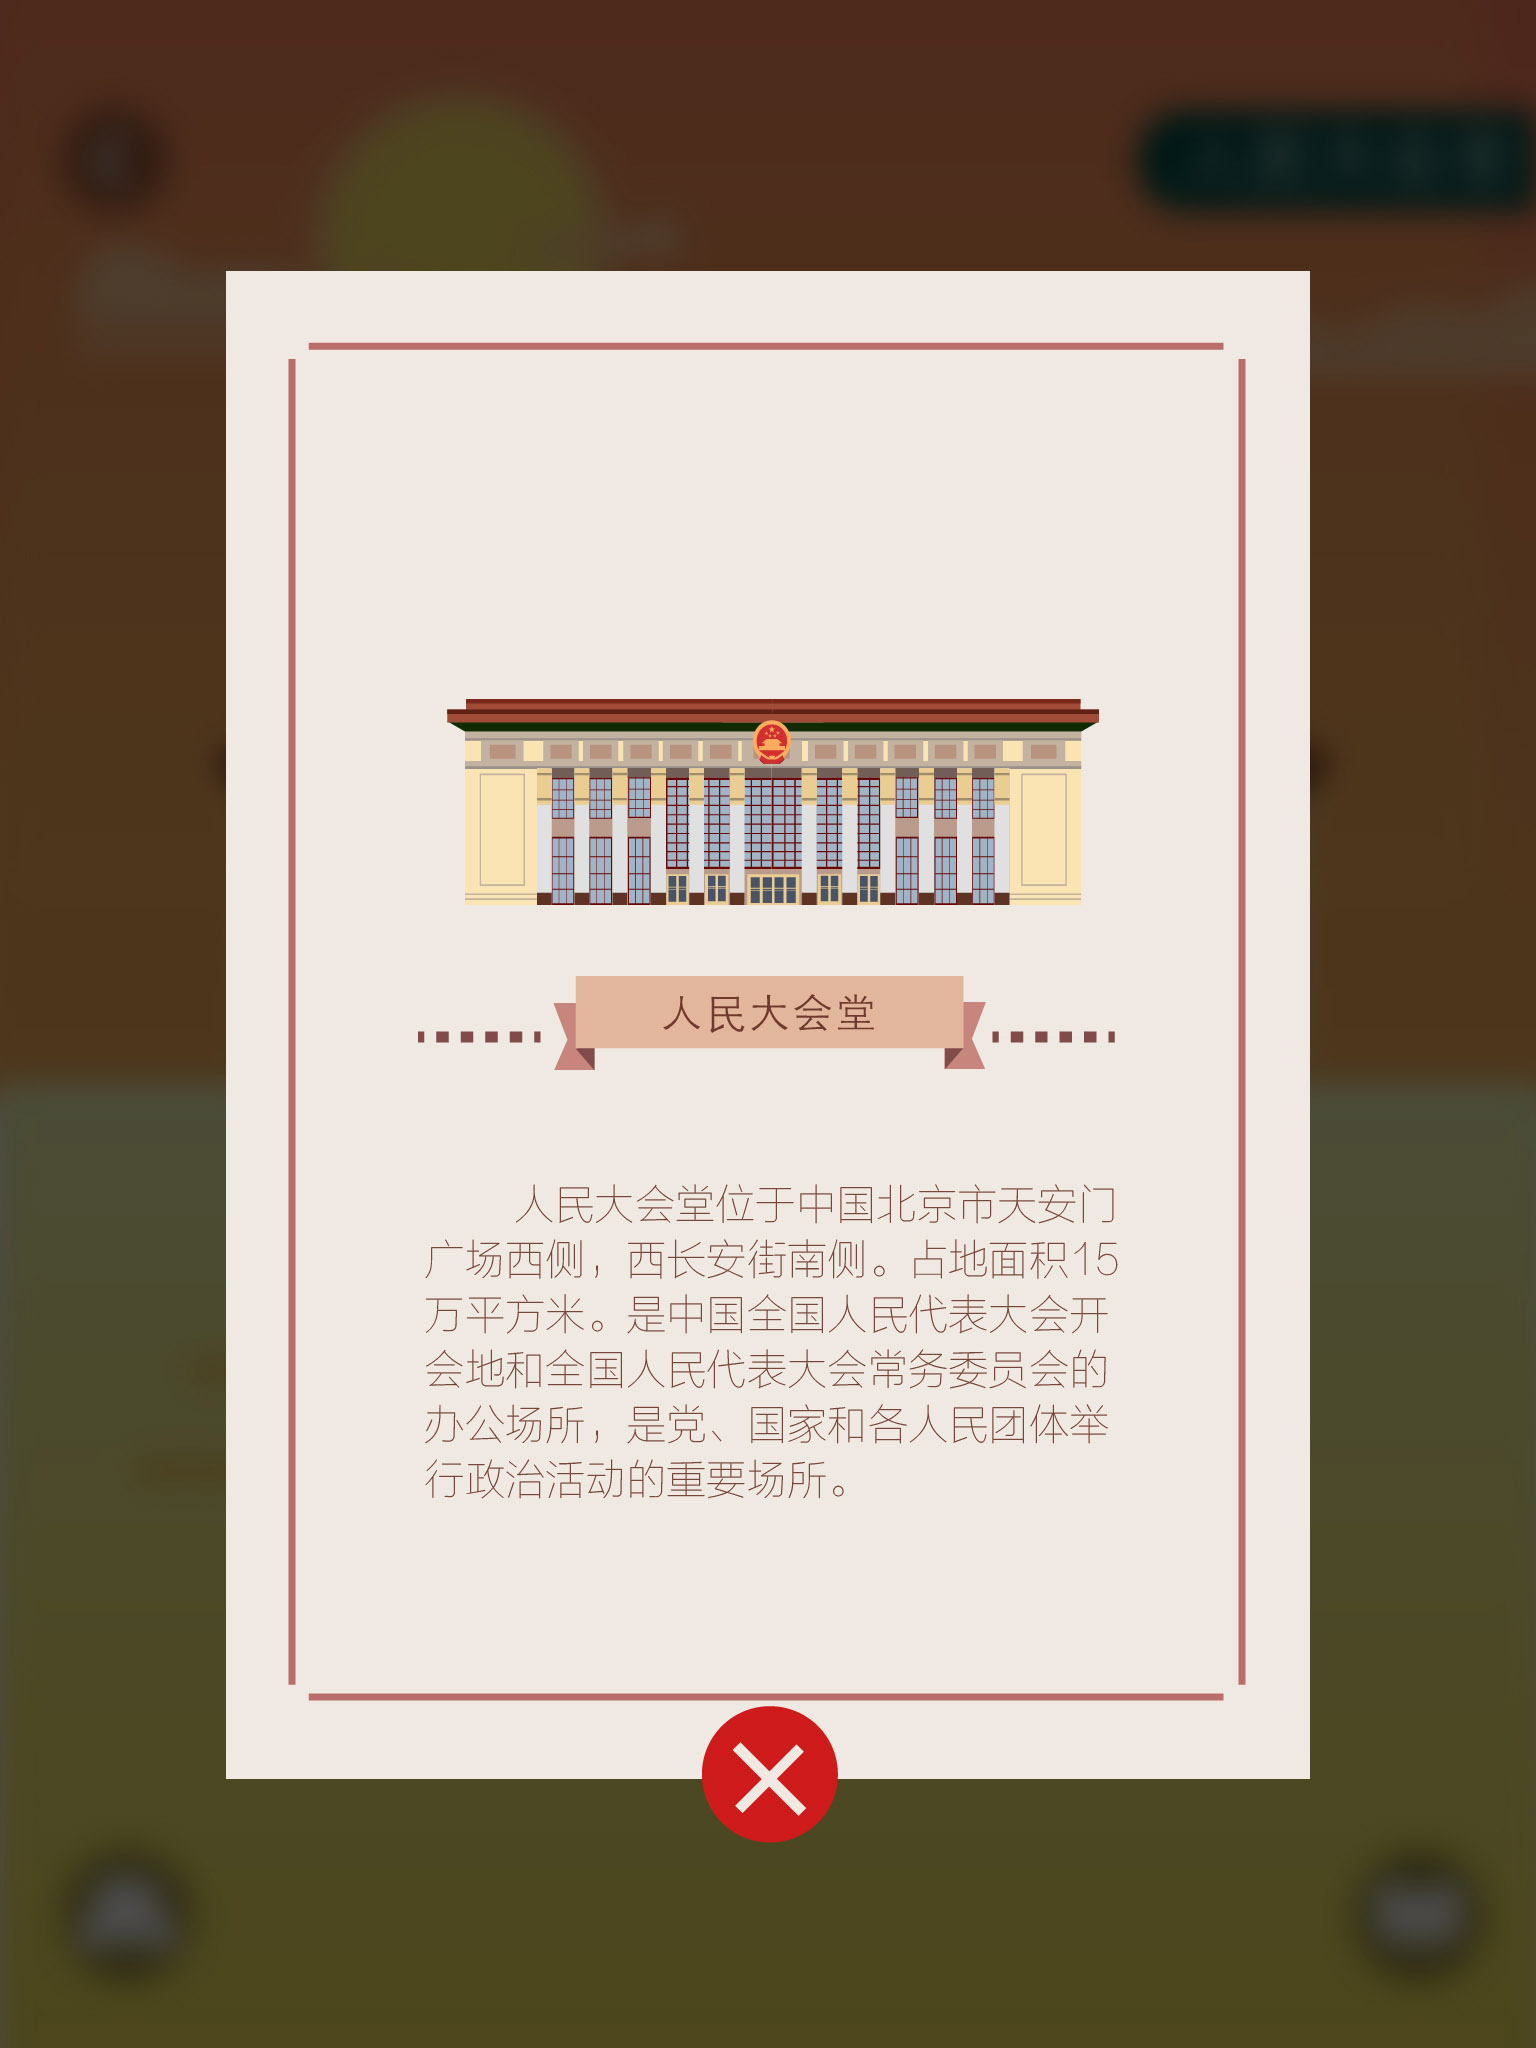 人民大会堂
人民大会堂位于中国北京市天安门
广场西侧，西长安街南侧。占地面积15
万平方米。是中国全国人民代表大会开
会地和全国人民代表大会常务委员会的
办公场所，是党、国家和各人民团体举
行政治活动的重要场所。